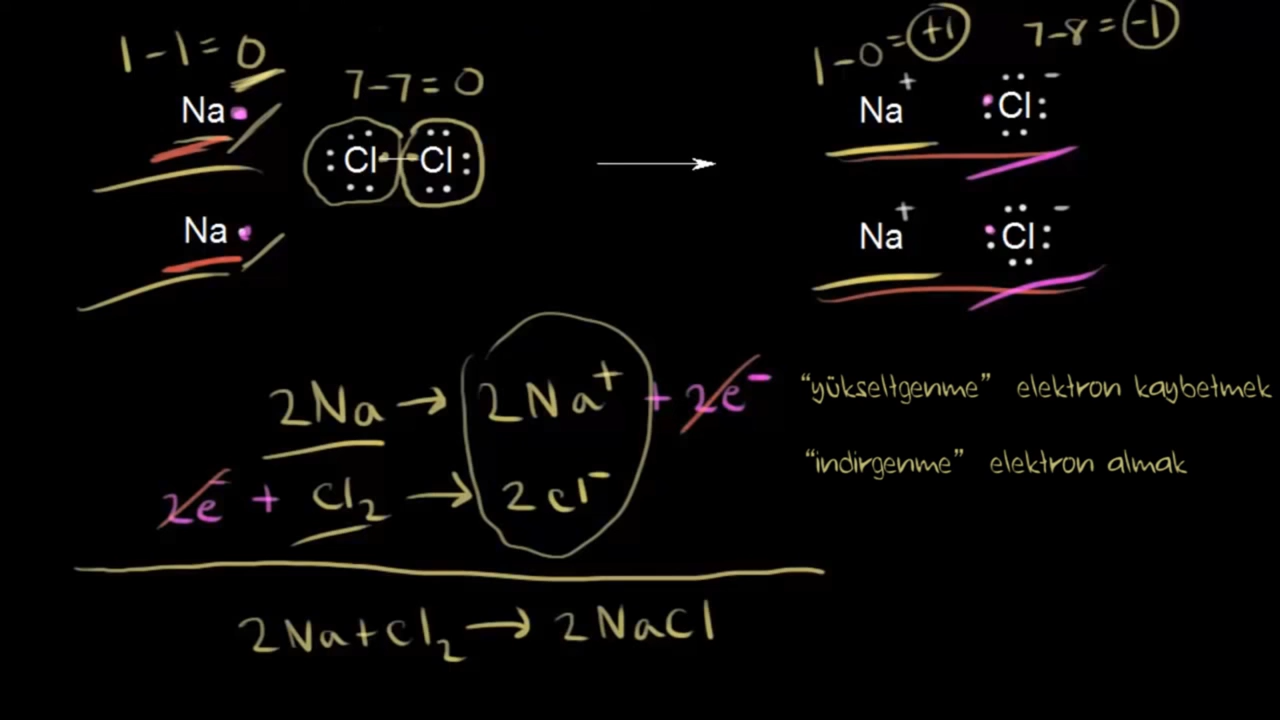 1-1=0
7-7=0
Na
Cl-Cl
1-0=+1
7-8=-1
Na+ Cl-
Na
Na+ Cl-
2Na → 2Na+ + 2e- "yükseltgenme" elektron kaybetmek
2e- + Cl2 → 2Cl- "indirgenme" elektron almak
2Na+Cl2 → 2NaCl